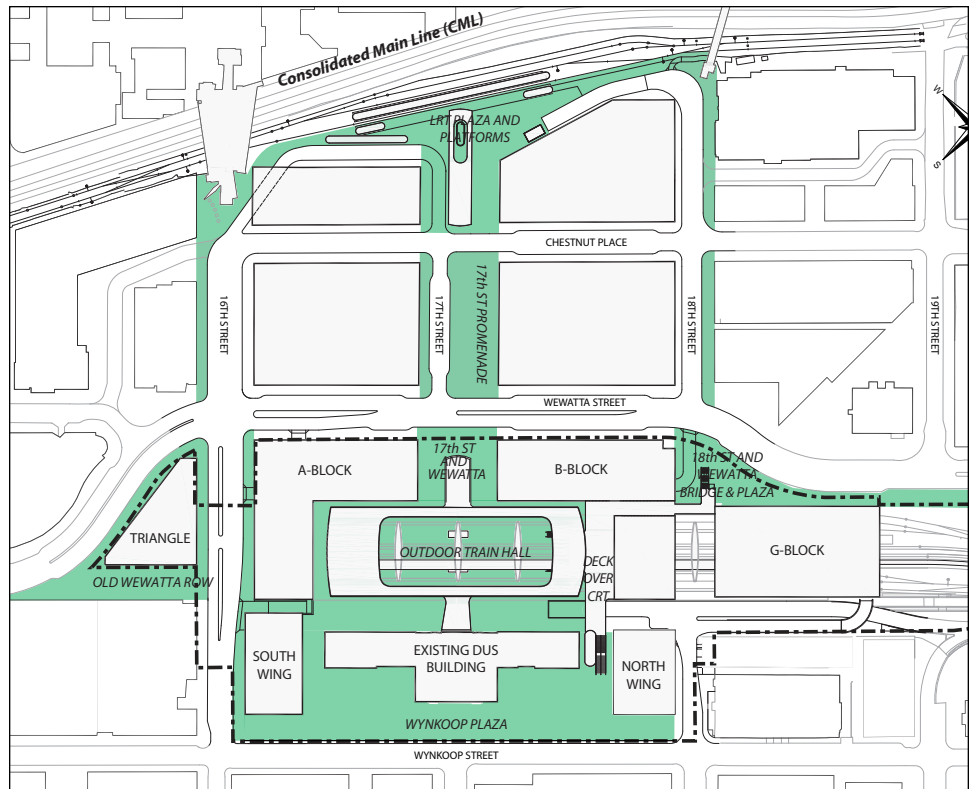 Consolidated Main Line (CML)
W
S
LRT PLAZA AND
PLATFORMS
CHESTNUT PLACE
16TH STREET
17TH STREET
17th ST PROMENADE
18TH STREET
19TH STREET
WEWATTA STREET
A-BLOCK
17th ST
AND
WEWATTA
B-BLOCK
18th ST AND
WEWATTA
BRIDGE & PLAZA
TRIANGLE
OUTDOOR TRAIN HALL
DECK
OVER
CRT
G-BLOCK
OLD WEWATTA ROW
SOUTH
WING
EXISTING DUS
BUILDING
NORTH
WING
WYNKOOP PLAZA
WYNKOOP STREET